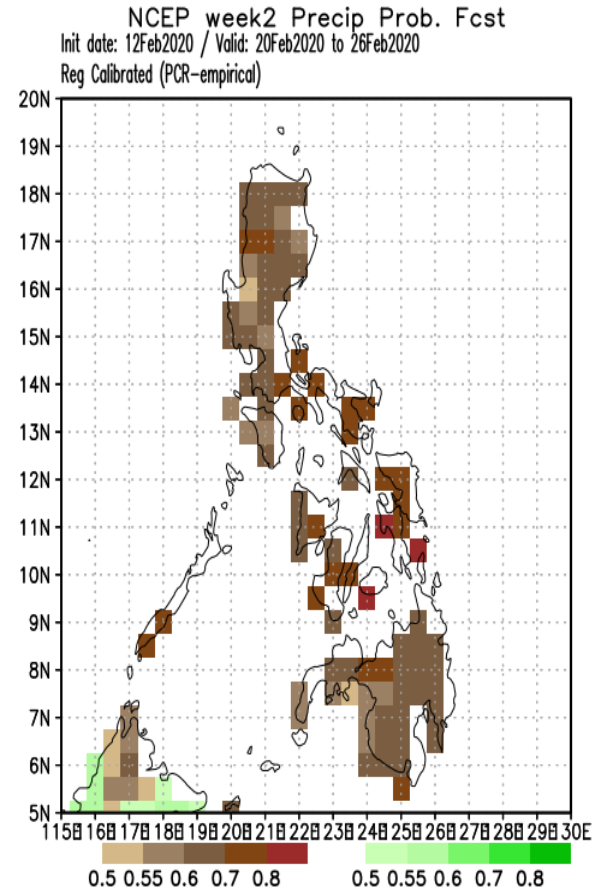 NCEP week2 Precip Prob. Fcst
Init date: 12Feb2020 / Valid: 20Feb2020 to 26Feb2020
Reg Calibrated (PCR-empirical)
20N
19N
18N
17N
16N
15N
14N
13N
12N
11N
10N
9N
8N
7N
6N
5N
115E 116E 117E 118E 119E 120E 121E 122E 123E 124E 125E 126E 127E 128E 129E 130E
0.5 0.55 0.6 0.7 0.8 0.5 0.55 0.6 0.7 0.8